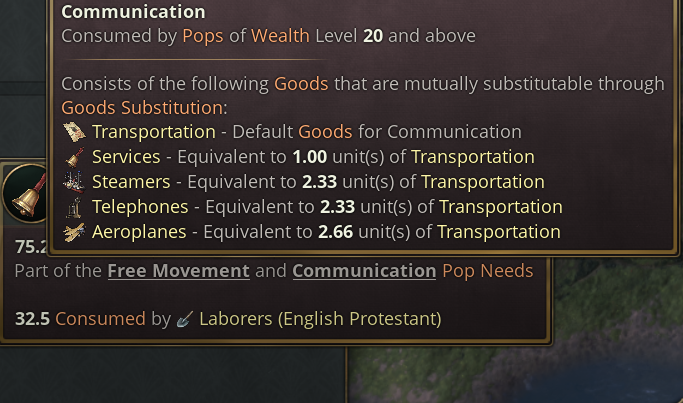 Communication
Consumed by Pops of Wealth Level 20 and above
Consists of the following Goods that are mutually substitutable through
Goods Substitution:
Transportation - Default Goods for Communication
Services - Equivalent to 1.00 unit(s) of Transportation
Steamers - Equivalent to 2.33 unit(s) of Transportation
Telephones - Equivalent to 2.33 unit(s) of Transportation
Aeroplanes - Equivalent to 2.66 unit(s) of Transportation
75.2
Part of the Free Movement and Communication Pop Needs
32.5 Consumed by Laborers (English Protestant)